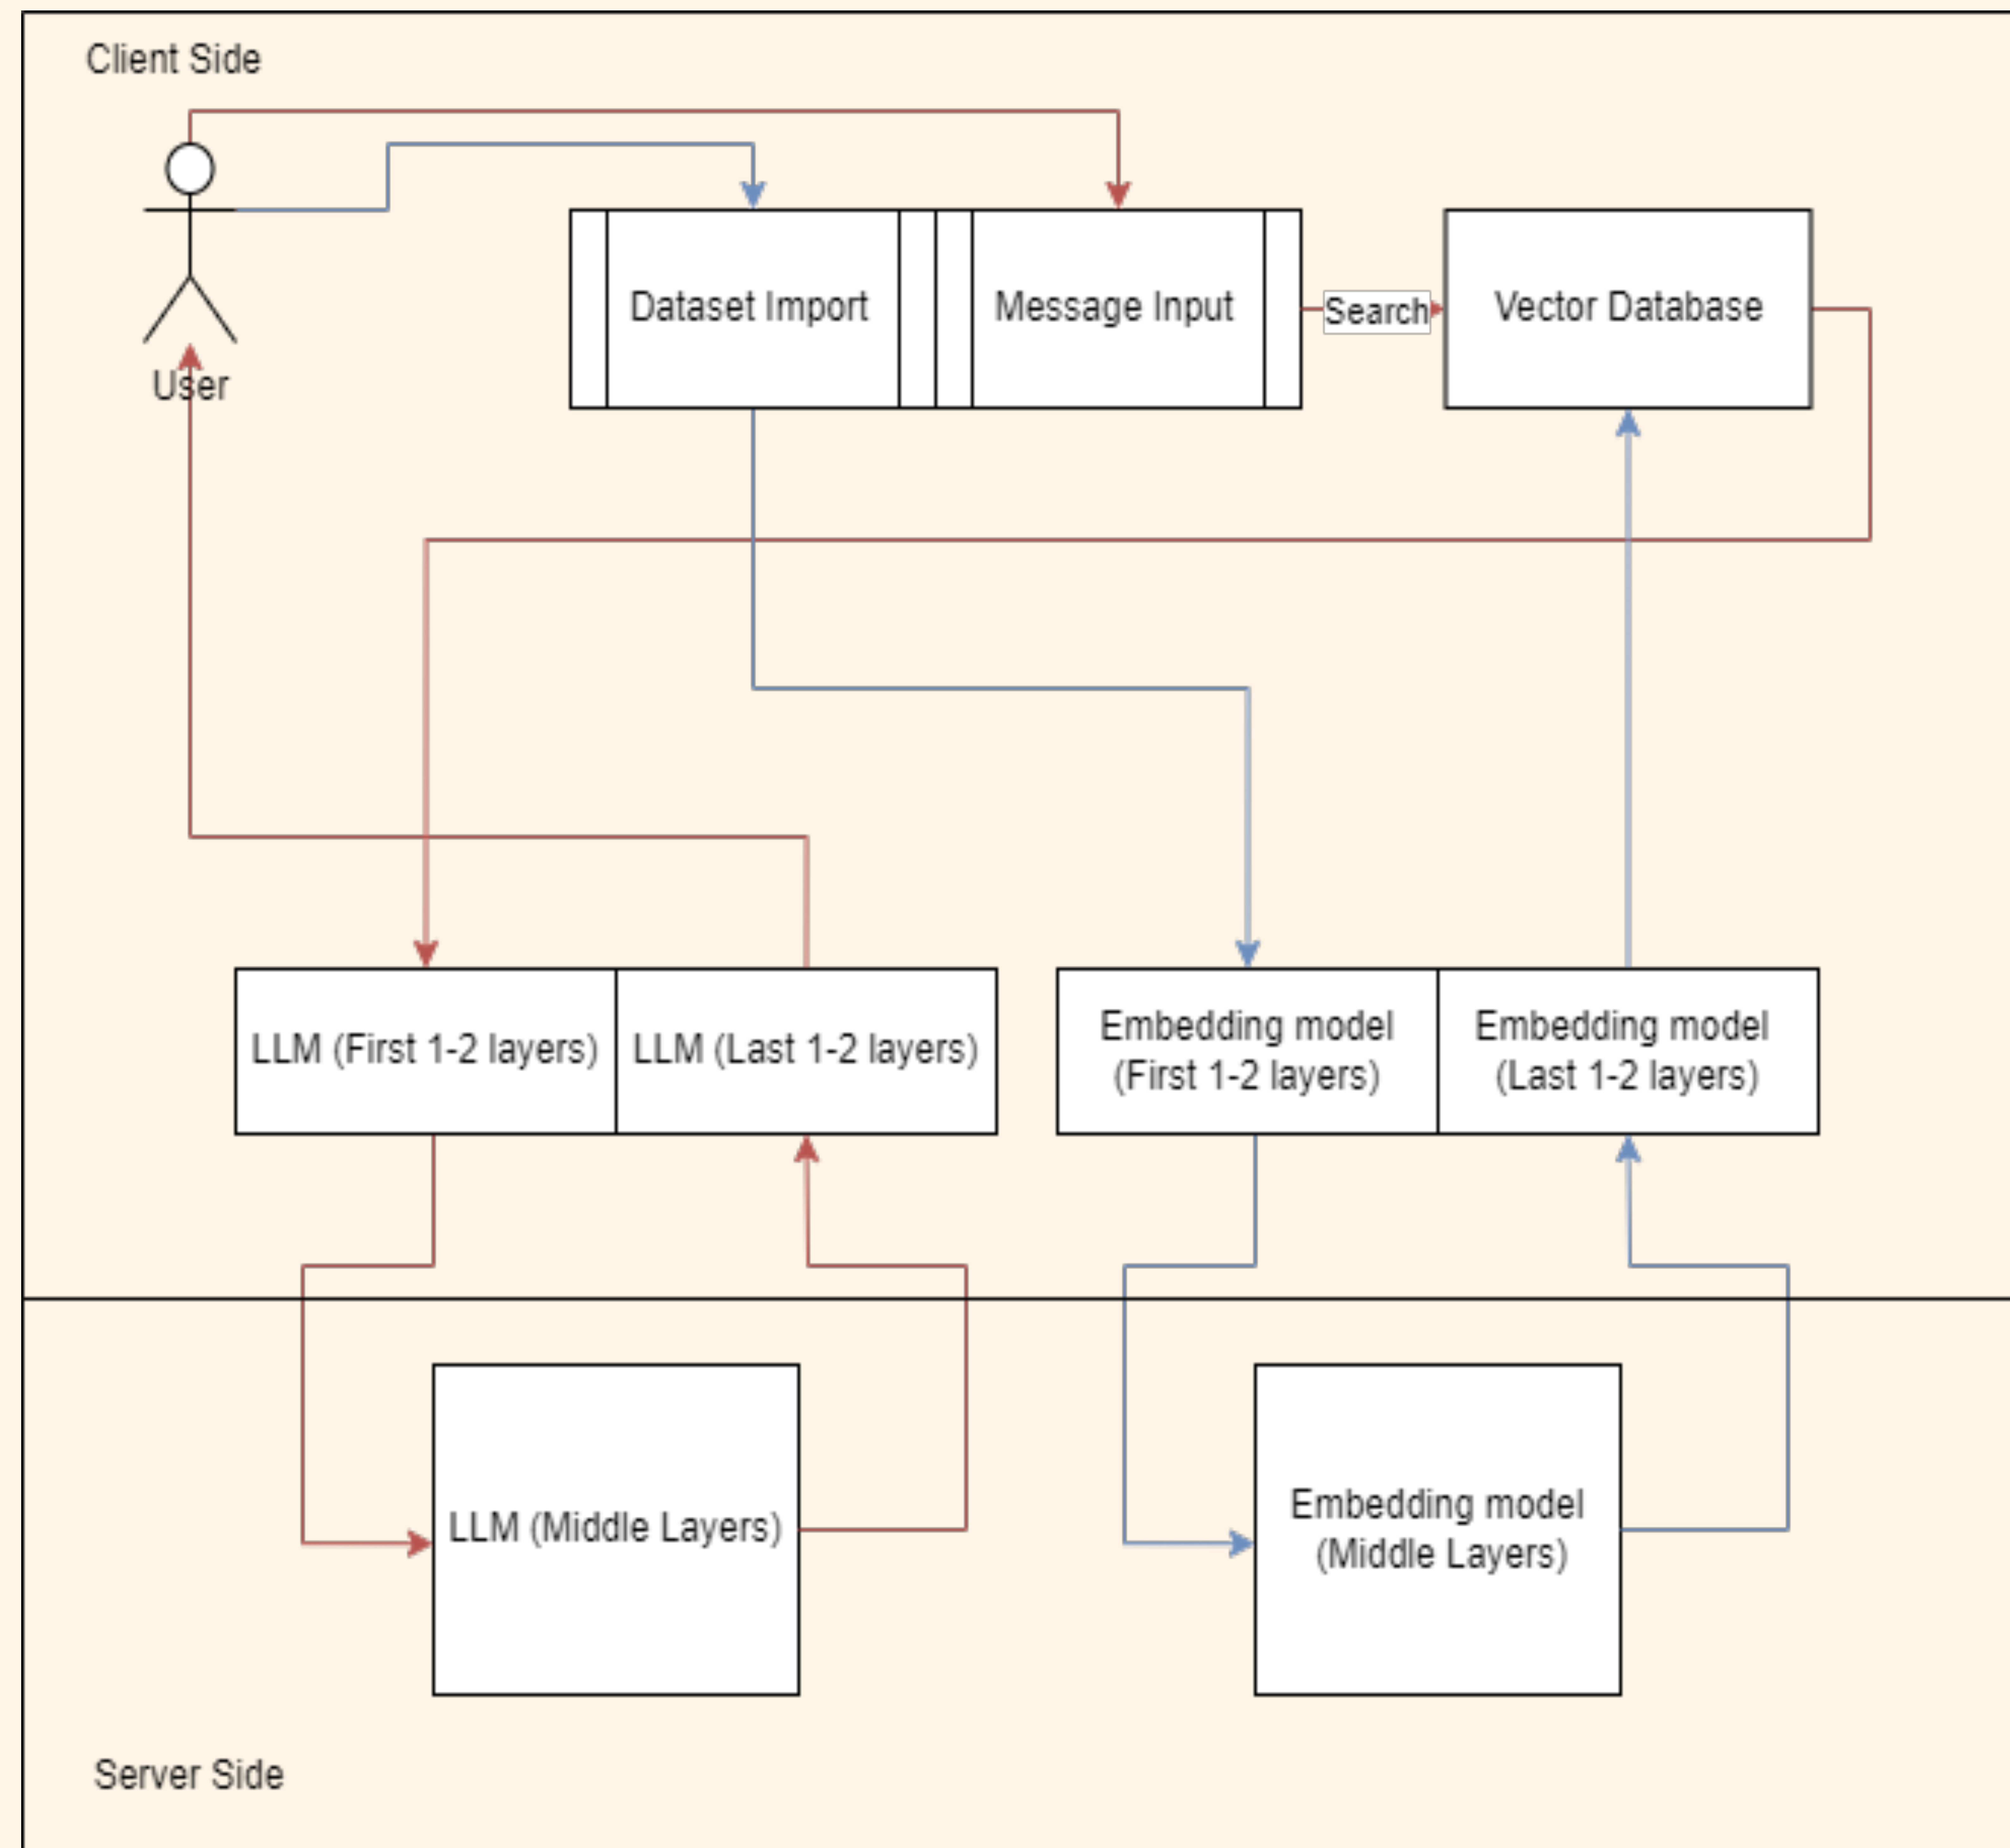 Client Side
User
Dataset Import
Message Input
Search
Vector Database
LLM (First 1-2 layers)
LLM (Last 1-2 layers)
Embedding model
(First 1-2 layers)
Embedding model
(Last 1-2 layers)
LLM (Middle Layers)
Embedding model
(Middle Layers)
Server Side